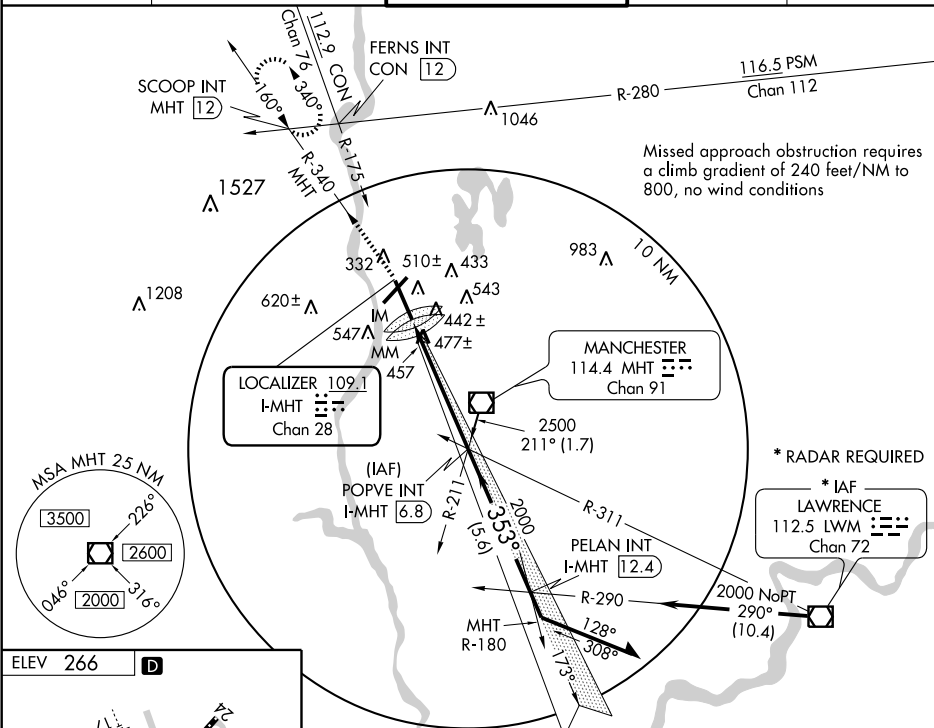 112.9 CON
Chan 76
FERNS INT
CON 12
116.5 PSM
Chan 112
R-280
SCOOP INT
MHT 12
160°
340°
1046
R-175
R-340
MHT
Missed approach obstruction requires
a climb gradient of 240 feet/NM to
800, no wind conditions
1527
10 NM
983
332
510±
433
1208
620±
543
IM
442±
547
477±
MM
457
LOCALIZER 109.1
I-MHT
Chan 28
MANCHESTER
114.4 MHT
Chan 91
2500
211° (1.7)
(IAF)
POPVE INT
I-MHT 6.8
R-211
* RADAR REQUIRED
* IAF
LAWRENCE
112.5 LWM
Chan 72
MSA MHT 25 NM
3500
226°
2600
046°
2000
316°
2000
353°
(5.6)
R-311
PELAN INT
I-MHT 12.4
R-290
2000 NoPT
290°
(10.4)
MHT
R-180
128°
308°
173°
ELEV 266
D
24
17